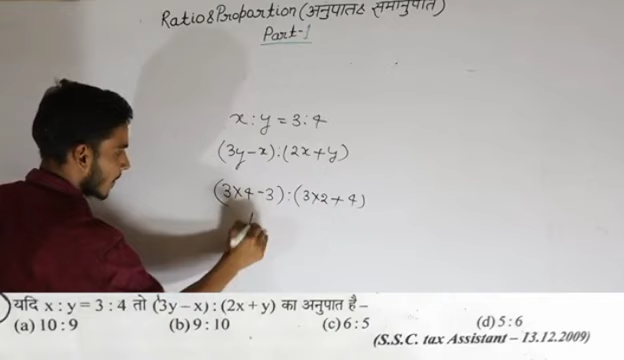 Ratio & Proportion (अनुपात & समानुपात)
Part-1
x : y = 3 : 4
(3y-x) : (2x+y)
(3×4-3) : (3×2+4)
यदि x : y = 3 : 4 तो (3y – x) : (2x + y) का अनुपात है–
(a) 10 : 9 (b) 9 : 10 (c) 6 : 5 (d) 5 : 6
(S.S.C. tax Assistant – 13.12.2009)